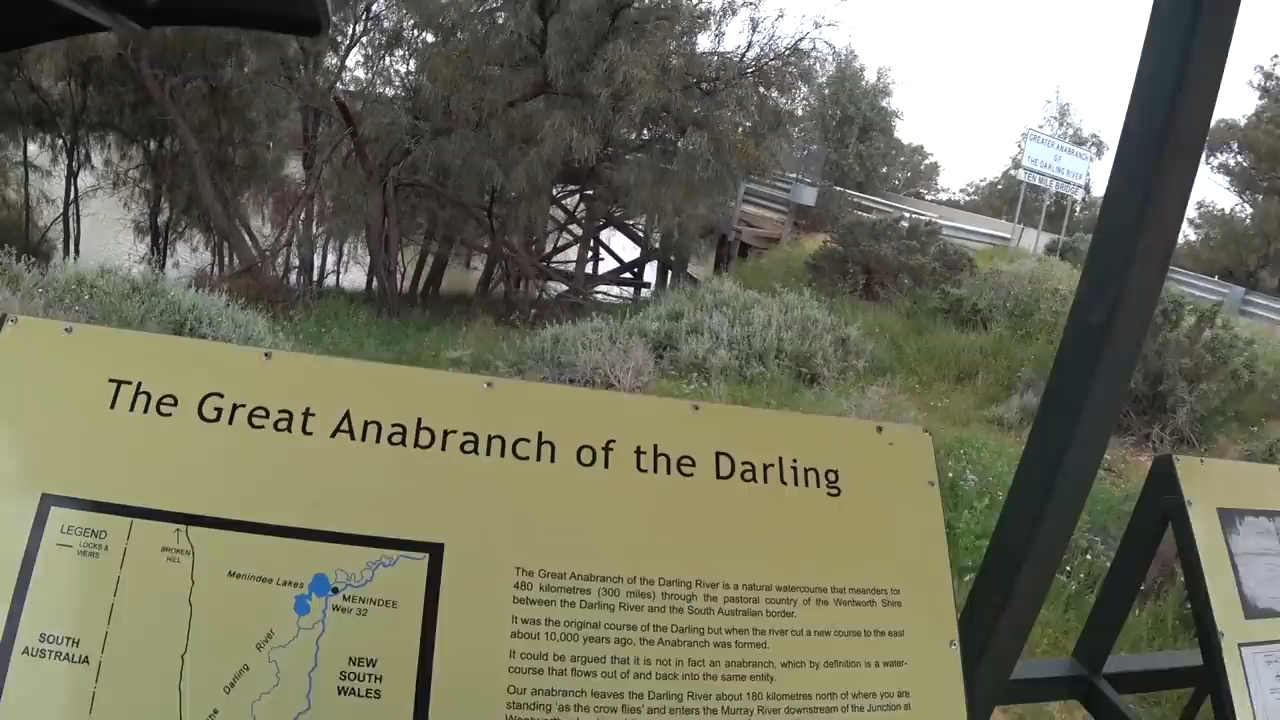 GREATER ANABRANCH
OF
THE DARLING RIVER
TEN MILE BRIDGE
The Great Anabranch of the Darling
LEGEND
LOCKS &
WEIRS
BROKEN
HILL
Menindee Lakes
MENINDEE
Weir 32
SOUTH
AUSTRALIA
Darling River
NEW
SOUTH
WALES
The Great Anabranch of the Darling River is a natural watercourse that meanders for
480 kilometres (300 miles) through the pastoral country of the Wentworth Shire
between the Darling River and the South Australian border.
It was the original course of the Darling but when the river cut a new course to the east
about 10,000 years ago, the Anabranch was formed.
It could be argued that it is not in fact an anabranch, which by definition is a water-
course that flows out of and back into the same entity.
Our anabranch leaves the Darling River about 180 kilometres north of where you are
standing 'as the crow flies' and enters the Murray River downstream of the Junction at